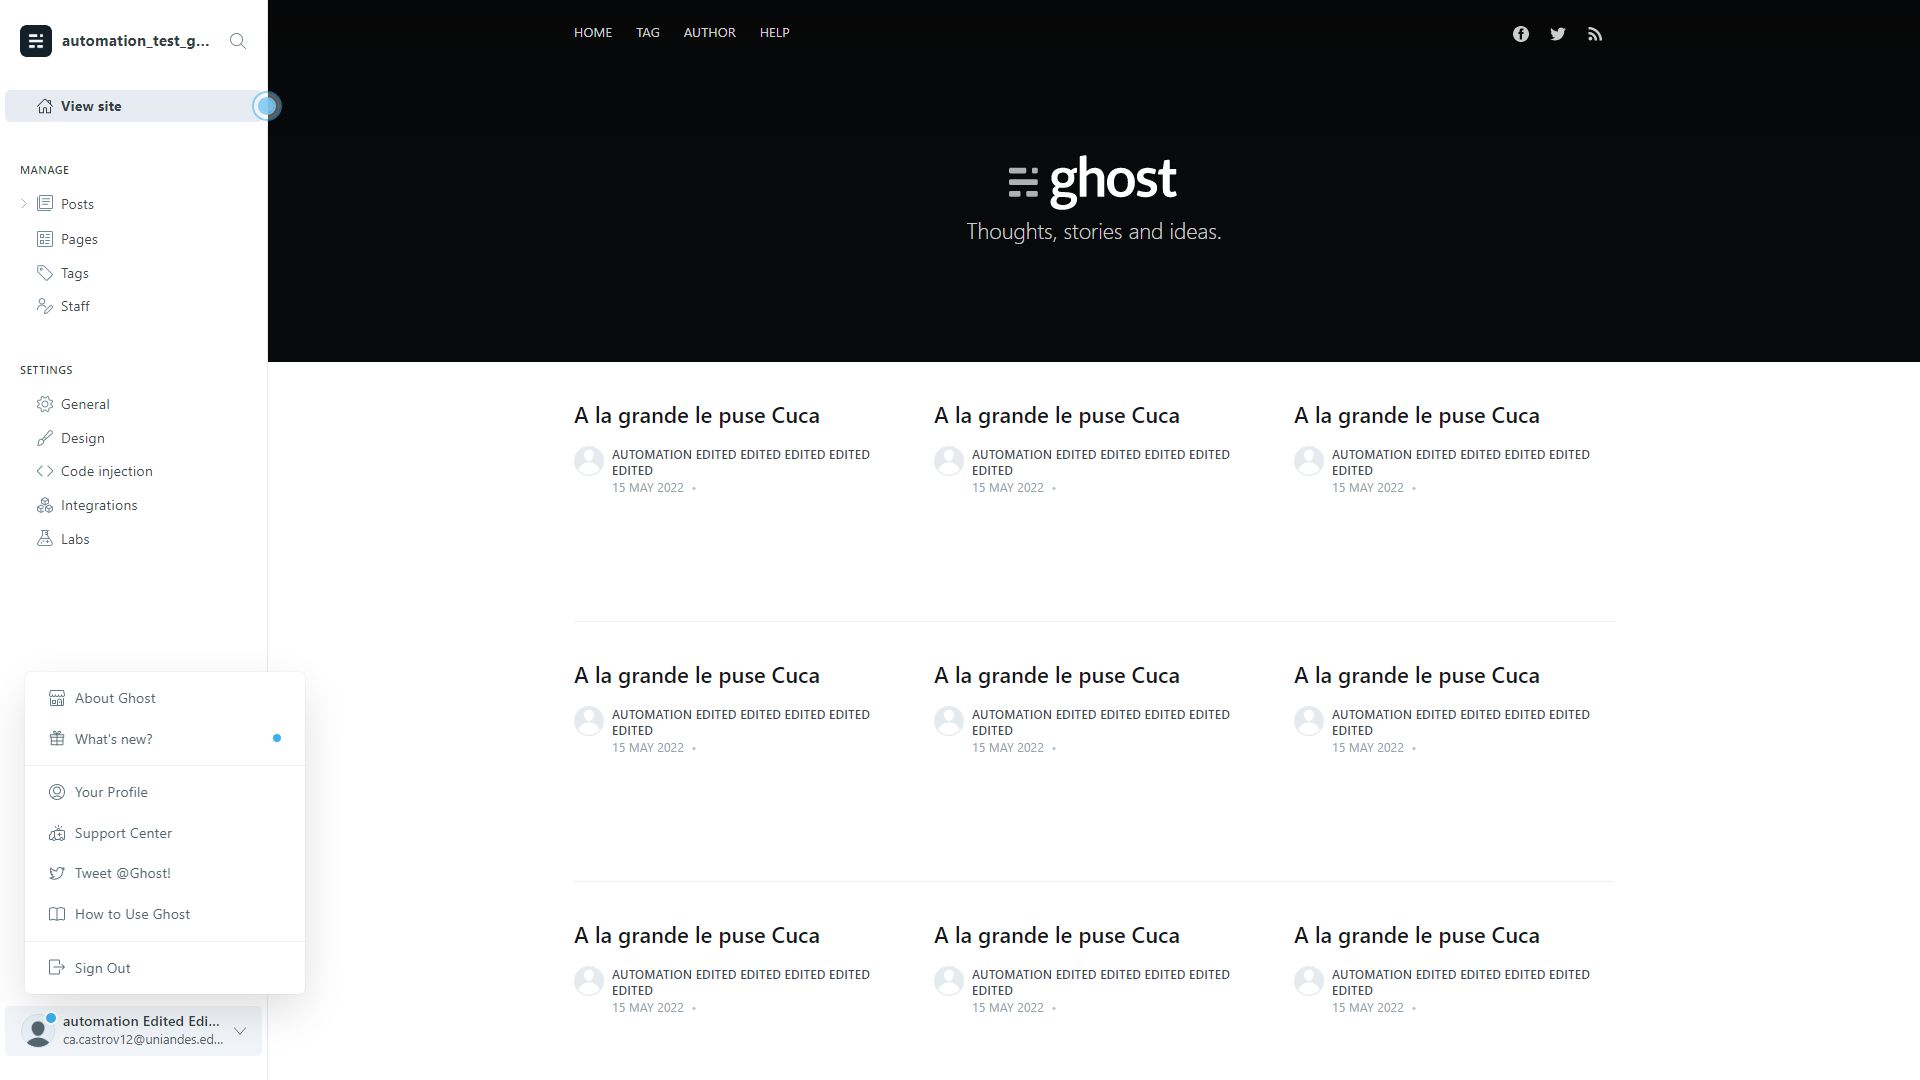 automation_test_g...
View site
MANAGE
Posts
Pages
Tags
Staff
SETTINGS
General
Design
Code injection
Integrations
Labs
About Ghost
What's new?
Your Profile
Support Center
Tweet @Ghost!
How to Use Ghost
Sign Out
automation Edited Edi...
ca.castrov12@uniandes.ed...
HOME TAG AUTHOR HELP
ghost
Thoughts, stories and ideas.
A la grande le puse Cuca
AUTOMATION EDITED EDITED EDITED EDITED
EDITED
15 MAY 2022 •
A la grande le puse Cuca
AUTOMATION EDITED EDITED EDITED EDITED
EDITED
15 MAY 2022 •
A la grande le puse Cuca
AUTOMATION EDITED EDITED EDITED EDITED
EDITED
15 MAY 2022 •
A la grande le puse Cuca
AUTOMATION EDITED EDITED EDITED EDITED
EDITED
15 MAY 2022 •
A la grande le puse Cuca
AUTOMATION EDITED EDITED EDITED EDITED
EDITED
15 MAY 2022 •
A la grande le puse Cuca
AUTOMATION EDITED EDITED EDITED EDITED
EDITED
15 MAY 2022 •
A la grande le puse Cuca
AUTOMATION EDITED EDITED EDITED EDITED
EDITED
15 MAY 2022 •
A la grande le puse Cuca
AUTOMATION EDITED EDITED EDITED EDITED
EDITED
15 MAY 2022 •
A la grande le puse Cuca
AUTOMATION EDITED EDITED EDITED EDITED
EDITED
15 MAY 2022 •